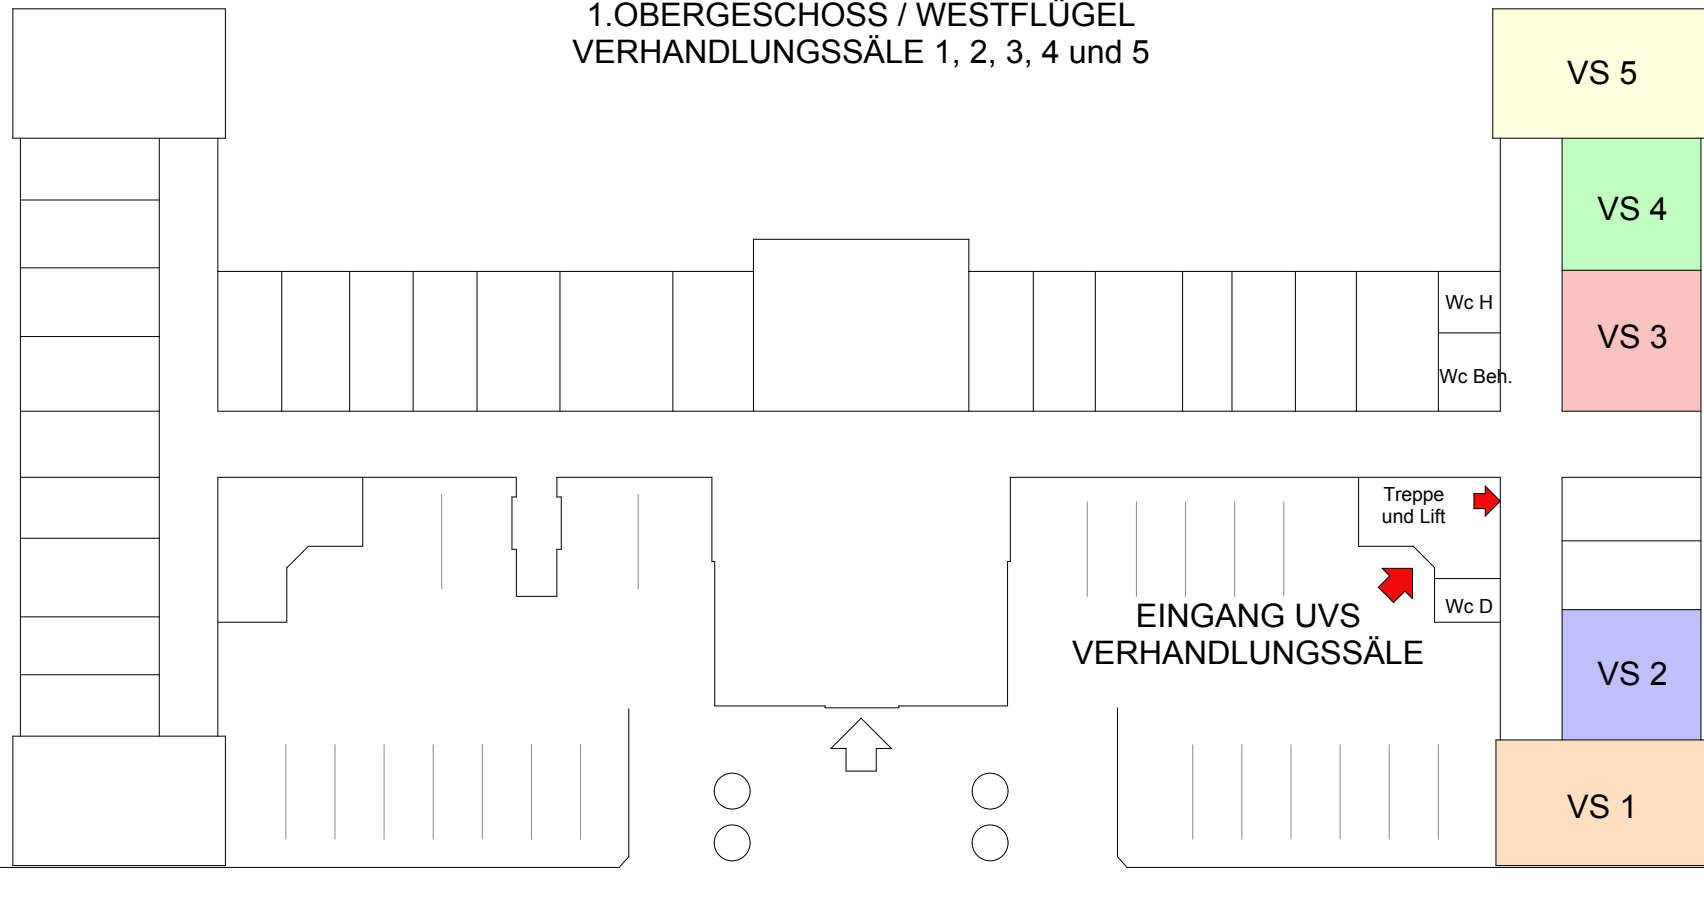 1.OBERGESCHOSS / WESTFLÜGEL
VERHANDLUNGSSÄLE 1, 2, 3, 4 und 5
VS 5
VS 4
Wc H
VS 3
Wc Beh.
Treppe
und Lift
EINGANG UVS
VERHANDLUNGSSÄLE
Wc D
VS 2
VS 1